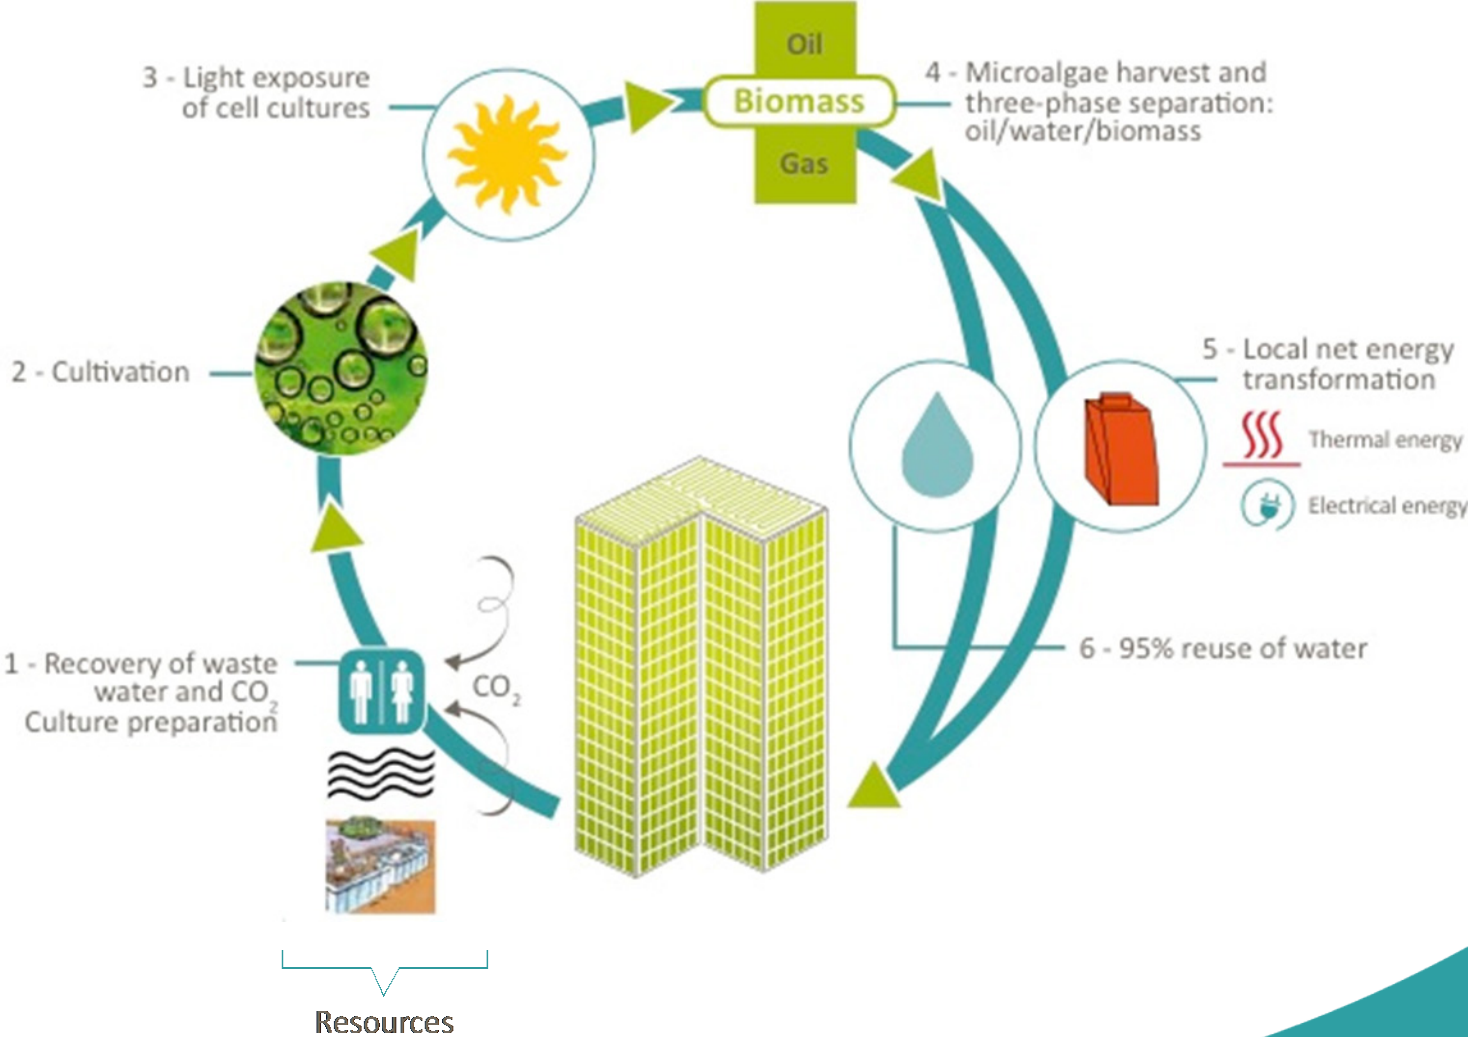 3 - Light exposure
of cell cultures
Oil
Biomass
Gas
4 - Microalgae harvest and
three-phase separation:
oil/water/biomass
2 - Cultivation
5 - Local net energy
transformation
Thermal energy
Electrical energy
1 - Recovery of waste
water and CO₂
Culture preparation
CO₂
6 - 95% reuse of water
Resources